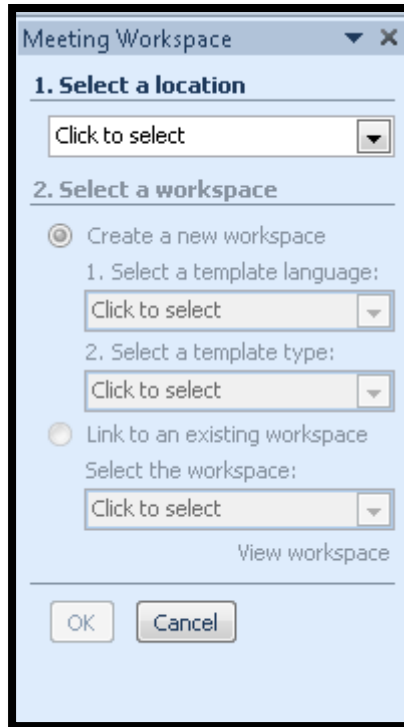 Meeting Workspace
1. Select a location
Click to select
2. Select a workspace
Create a new workspace
1. Select a template language:
Click to select
2. Select a template type:
Click to select
Link to an existing workspace
Select the workspace:
Click to select
View workspace
OK Cancel